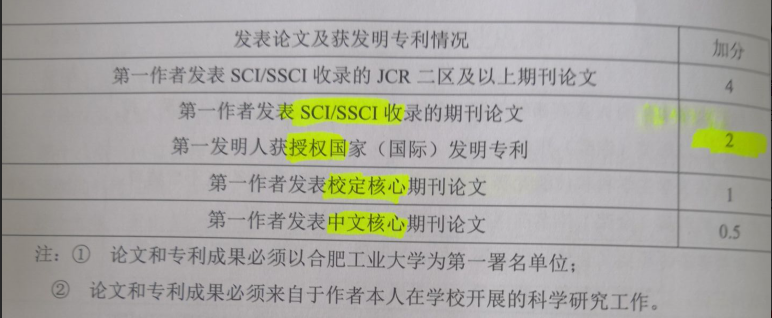 发表论文及获发明专利情况 加分
第一作者发表 SCI/SSCI 收录的 JCR 二区及以上期刊论文 4
第一作者发表 SCI/SSCI 收录的期刊论文
第一发明人获授权国家（国际）发明专利 2
第一作者发表校定核心期刊论文 1
第一作者发表中文核心期刊论文 0.5
注：① 论文和专利成果必须以合肥工业大学为第一署名单位；
② 论文和专利成果必须来自于作者本人在学校开展的科学研究工作。